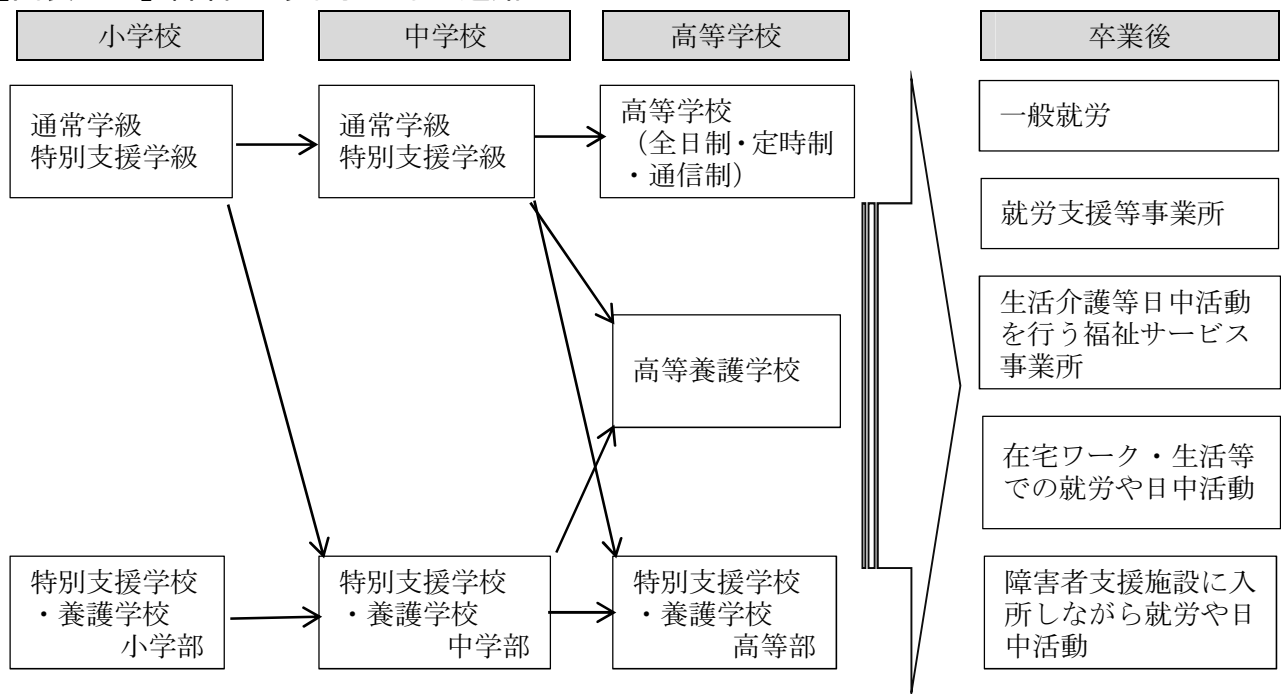 小学校
中学校
高等学校
卒業後
通常学級
特別支援学級
通常学級
特別支援学級
高等学校
（全日制・定時制
・通信制）
高等養護学校
特別支援学校
・養護学校
小学部
特別支援学校
・養護学校
中学部
特別支援学校
・養護学校
高等部
一般就労
就労支援等事業所
生活介護等日中活動
を行う福祉サービス
事業所
在宅ワーク・生活等
での就労や日中活動
障害者支援施設に入
所しながら就労や日
中活動